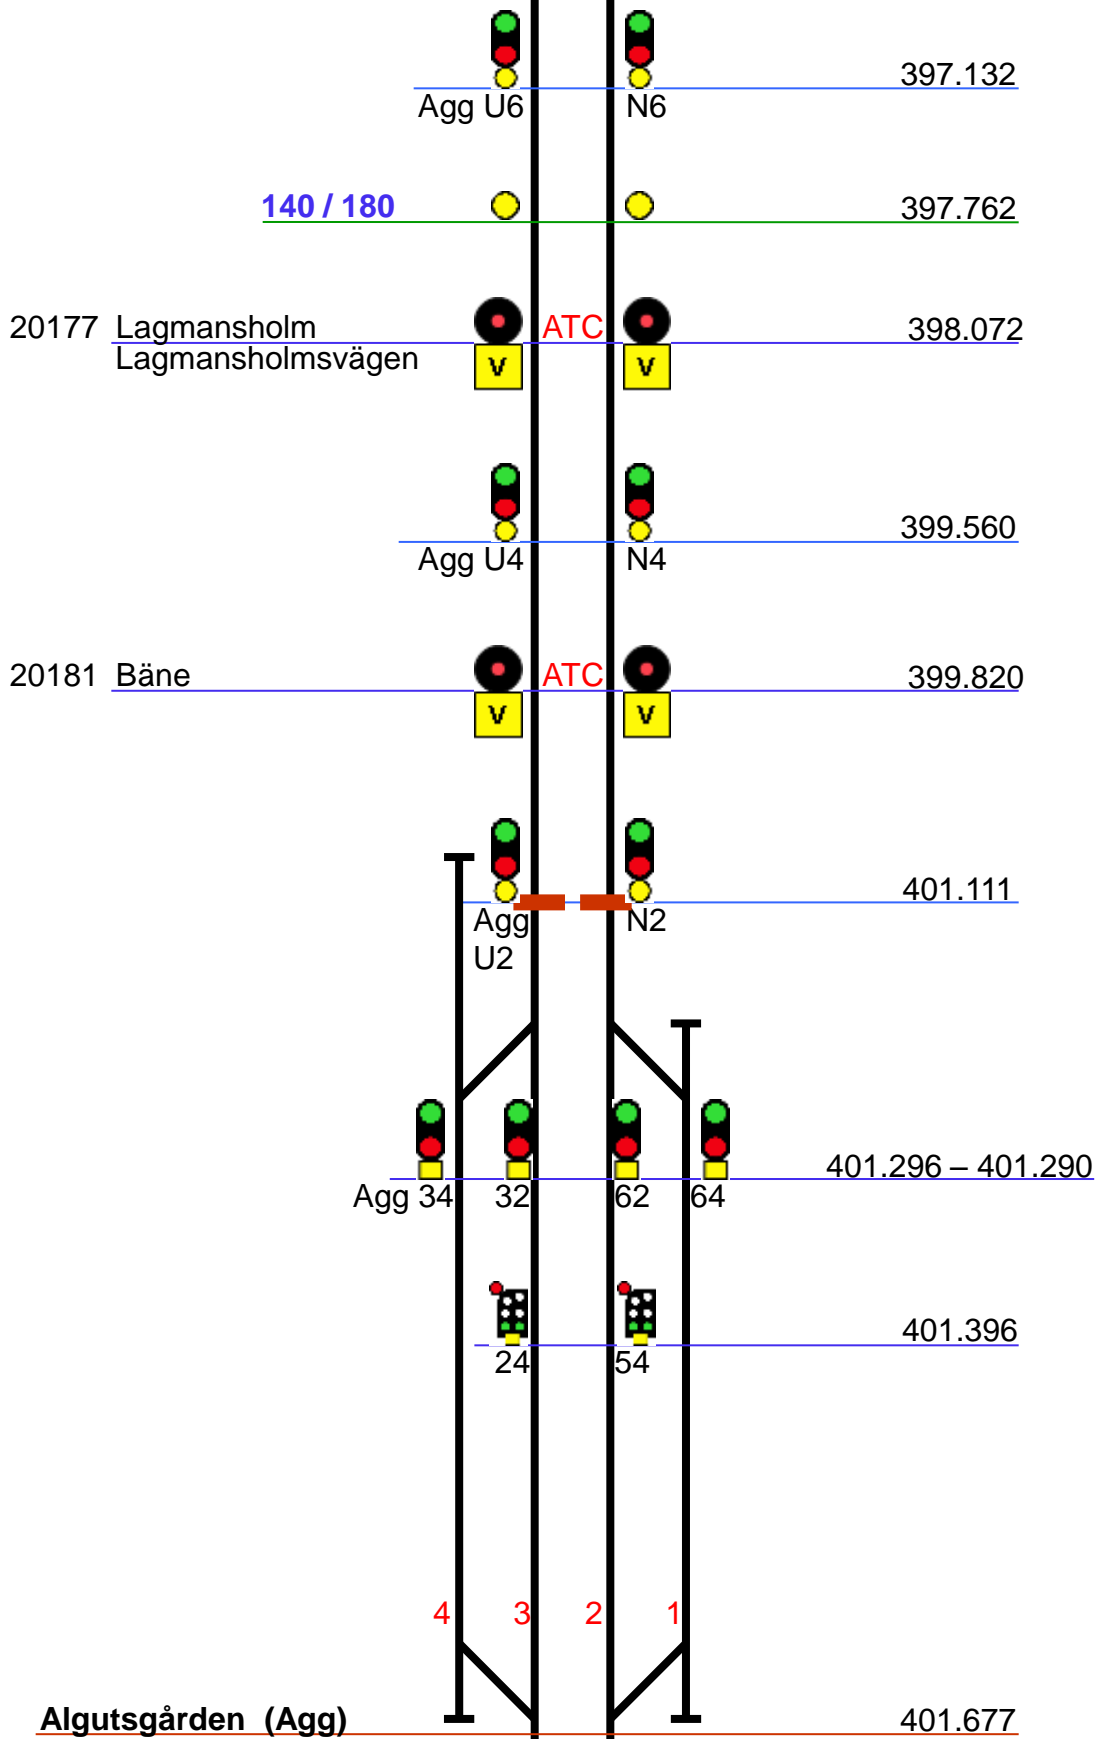 397.132
Agg U6 N6
140 / 180 397.762
20177 Lagmansholm ATC 398.072
Lagmansholmsvägen V V
399.560
Agg U4 N4
20181 Bäne ATC 399.820
V V
401.111
Agg N2
U2
401.296 – 401.290
Agg 34 32 62 64
401.396
24 54
4 3 2 1
Algutsgården (Agg) 401.677